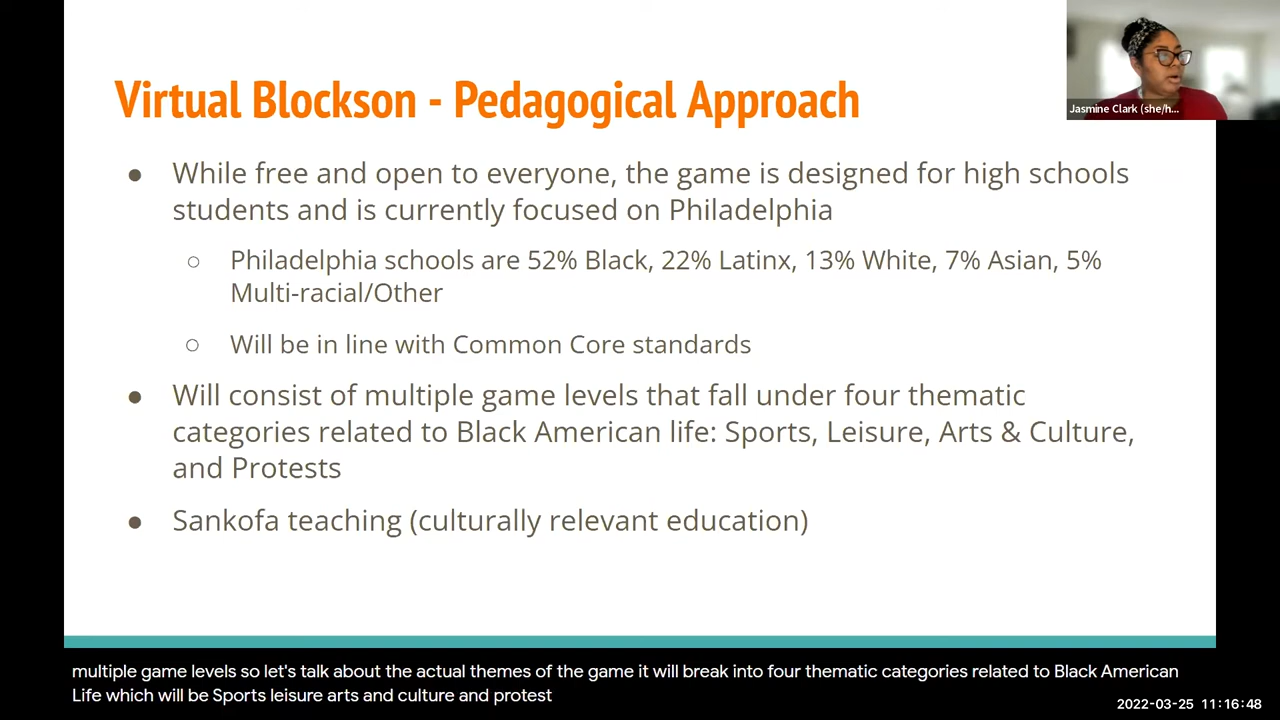 Virtual Blockson - Pedagogical Approach
Jasmine Clark (she/h...
● While free and open to everyone, the game is designed for high schools
students and is currently focused on Philadelphia
○ Philadelphia schools are 52% Black, 22% Latinx, 13% White, 7% Asian, 5%
Multi-racial/Other
○ Will be in line with Common Core standards
● Will consist of multiple game levels that fall under four thematic
categories related to Black American life: Sports, Leisure, Arts & Culture,
and Protests
● Sankofa teaching (culturally relevant education)
multiple game levels so let's talk about the actual themes of the game it will break into four thematic categories related to Black American
Life which will be Sports leisure arts and culture and protest
2022-03-25 11:16:48